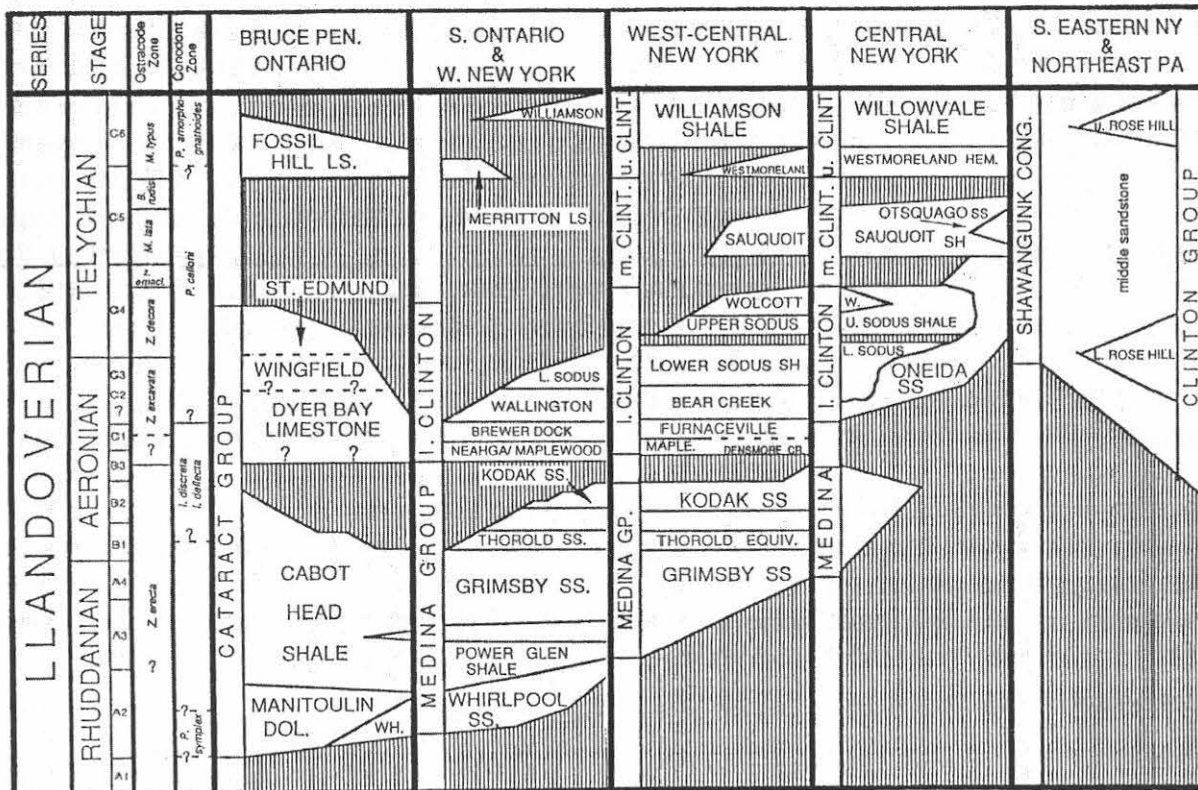 SERIES
STAGE
Ostracode
Zone
Conodont
Zone
BRUCE PEN.
ONTARIO
S. ONTARIO
&
W. NEW YORK
WEST-CENTRAL
NEW YORK
CENTRAL
NEW YORK
S. EASTERN NY
&
NORTHEAST PA
LLANDOVERIAN
TELYCHIAN
AERONIAN
RHUDDANIAN
C6
C5
C4
C3
C2
?
C1
B3
B2
B1
A4
A3
A2
A1
M. typus
B.
rudis
M. lata
Z.
emacl.
Z. decora
Z. excavata
?
Z. erecta
?
P. amorpho-
gnathoides
?
P. celloni
?
I. discreta
I. deflecta
?
?
P.
symplex
?
CATARACT GROUP
FOSSIL
HILL LS.
ST. EDMUND
WINGFIELD
? ?
DYER BAY
LIMESTONE
? ?
CABOT
HEAD
SHALE
MANITOULIN
DOL.
WH.
l. CLINTON
MEDINA GROUP
WILLIAMSON
MERRITTON LS.
L. SODUS
WALLINGTON
BREWER DOCK
NEAHGA/ MAPLEWOOD
KODAK SS.
THOROLD SS.
GRIMSBY SS.
POWER GLEN
SHALE
WHIRLPOOL
SS.
u. CLINT
m. CLINT.
l. CLINTON
MEDINA GP.
WILLIAMSON
SHALE
WESTMORELAND
SAUQUOIT
WOLCOTT
UPPER SODUS
LOWER SODUS SH
BEAR CREEK
FURNACEVILLE
MAPLE. DENSMORE CR.
KODAK SS
THOROLD EQUIV.
GRIMSBY SS
u. CLINT
m. CLINT.
l. CLINTON
MEDINA
WILLOWVALE
SHALE
WESTMORELAND HEM.
OTSQUAGO SS
SAUQUOIT SH
W.
U. SODUS SHALE
L. SODUS
ONEIDA
SS
SHAWANGUNK CONG.
u. ROSE HILL
middle sandstone
L. ROSE HILL
CLINTON GROUP